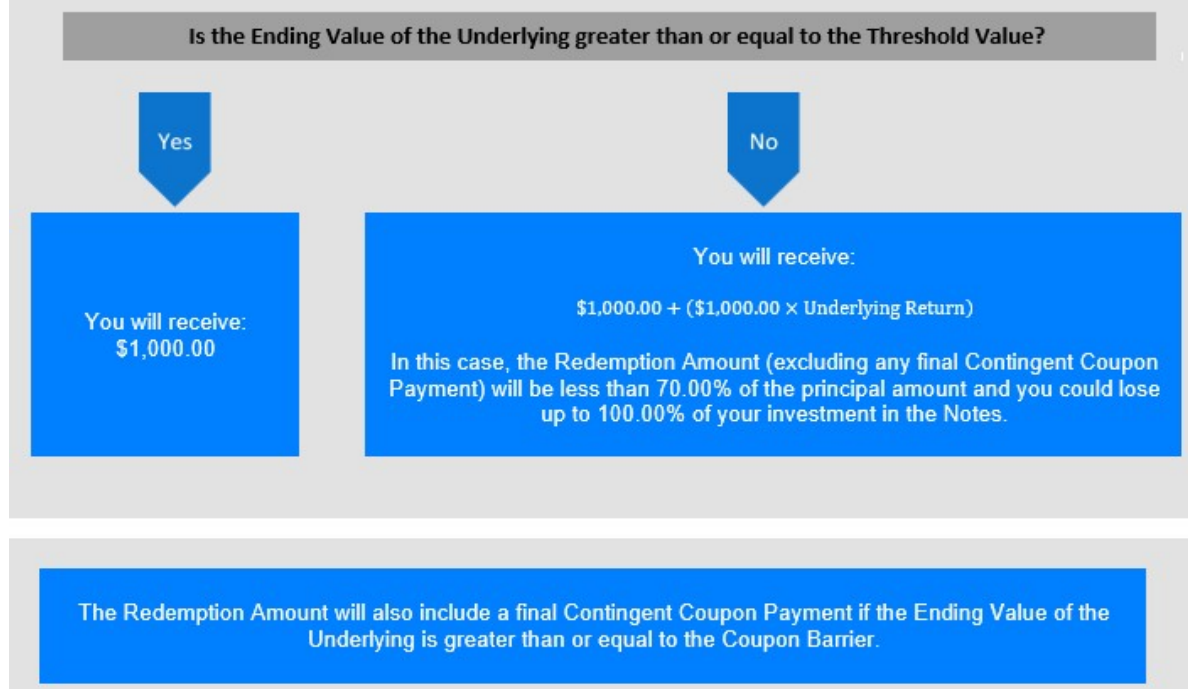 Is the Ending Value of the Underlying greater than or equal to the Threshold Value?
Yes
No
You will receive:
$1,000.00
You will receive:
$1,000.00 + ($1,000.00 × Underlying Return)
In this case, the Redemption Amount (excluding any final Contingent Coupon
Payment) will be less than 70.00% of the principal amount and you could lose
up to 100.00% of your investment in the Notes.
The Redemption Amount will also include a final Contingent Coupon Payment if the Ending Value of the
Underlying is greater than or equal to the Coupon Barrier.